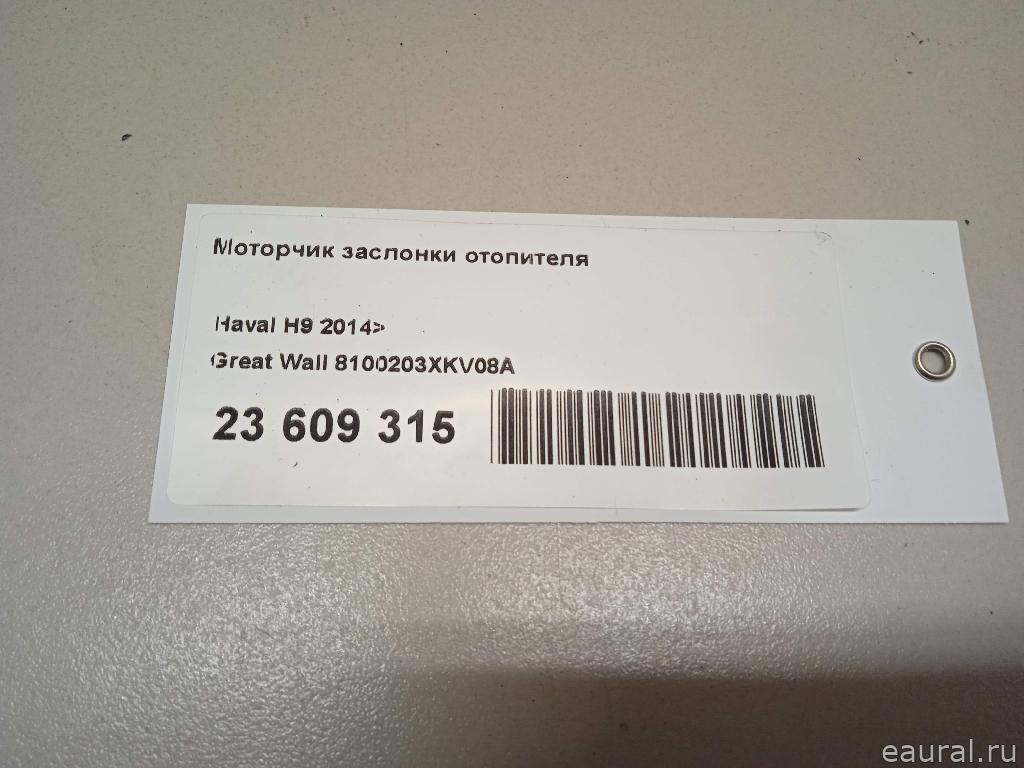 Моторчик заслонки отопителя
Haval H9 2014>
Great Wall 8100203XKV08A
23 609 315
eaural.ru